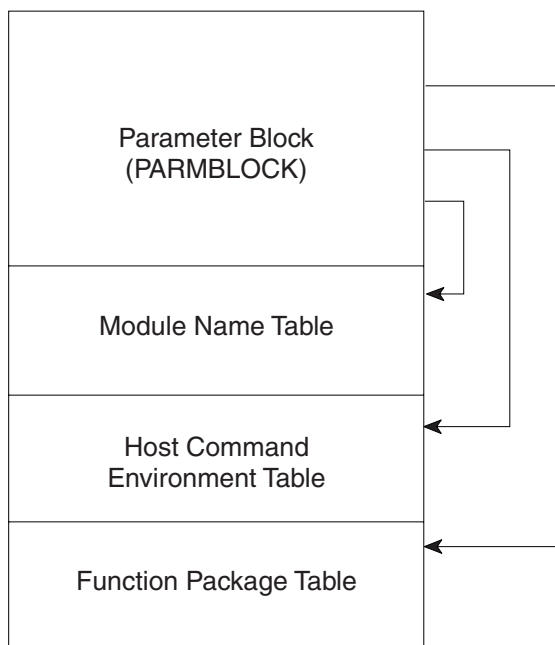 Parameter Block
(PARMBLOCK)
Module Name Table
Host Command
Environment Table
Function Package Table